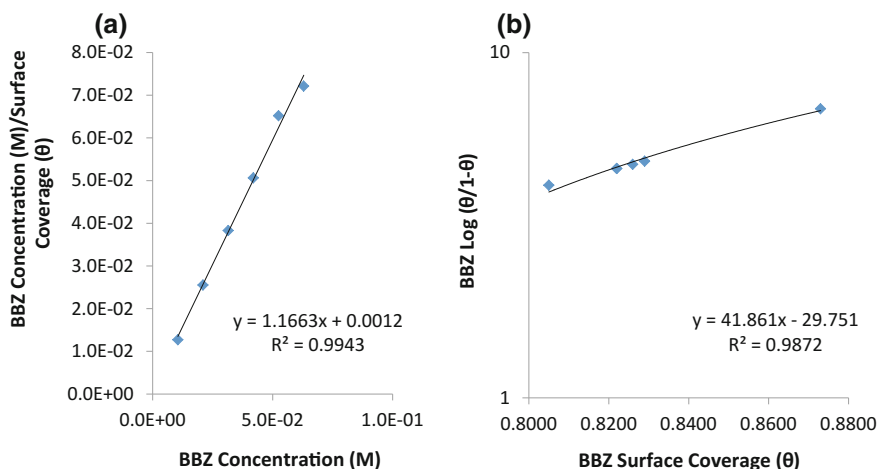 (a)
BBZ Concentration (M)/Surface
Coverage (θ)
8.0E-02
7.0E-02
6.0E-02
5.0E-02
4.0E-02
3.0E-02
2.0E-02
1.0E-02
0.0E+00
y = 1.1663x + 0.0012
R² = 0.9943
0.0E+00 5.0E-02 1.0E-01
BBZ Concentration (M)
(b)
BBZ Log (θ/1-θ)
10
1
y = 41.861x - 29.751
R² = 0.9872
0.8000 0.8200 0.8400 0.8600 0.8800
BBZ Surface Coverage (θ)